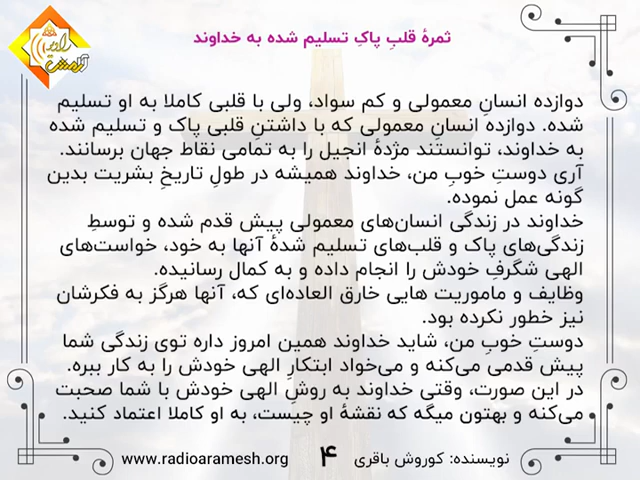 راديو
آرامش
ثمرهٔ قلبِ پاکِ تسلیم شده به خداوند
دوازده انسانِ معمولی و کم سواد، ولی با قلبی کاملا به او تسلیم
شده. دوازده انسانِ معمولی که با داشتنِ قلبی پاک و تسلیم شده
به خداوند، توانستند مژدهٔ انجیل را به تمامی نقاط جهان برسانند.
آری دوستِ خوبِ من، خداوند همیشه در طولِ تاریخِ بشریت بدین
گونه عمل نموده.
خداوند در زندگی انسان‌های معمولی پیش قدم شده و توسطِ
زندگی‌های پاک و قلب‌های تسلیم شدهٔ آنها به خود، خواست‌های
الهی شگرفِ خودش را انجام داده و به کمال رسانیده.
وظایف و ماموریت هایی خارق العاده‌ای که، آنها هرگز به فکرشان
نیز خطور نکرده بود.
دوستِ خوبِ من، شاید خداوند همین امروز داره توی زندگی شما
پیش قدمی می‌کنه و می‌خواد ابتکارِ الهی خودش را به کار ببره.
در این صورت، وقتی خداوند به روشِ الهی خودش با شما صحبت
می‌کنه و بهتون میگه که نقشهٔ او چیست، به او کاملا اعتماد کنید.
نویسنده: کوروش باقری ۴ www.radioaramesh.org